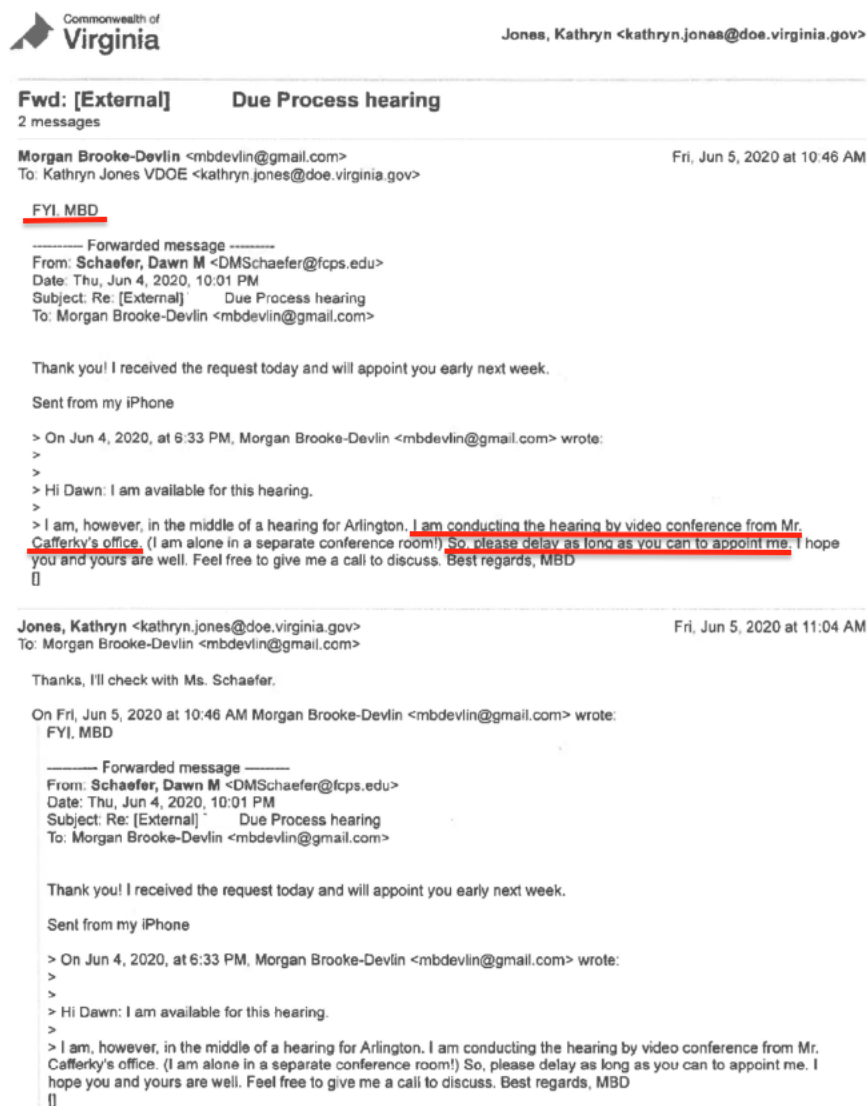 Commonwealth of
Virginia
Jones, Kathryn <kathryn.jones@doe.virginia.gov>
Fwd: [External] Due Process hearing
2 messages
Morgan Brooke-Devlin <mbdevlin@gmail.com> Fri, Jun 5, 2020 at 10:46 AM
To: Kathryn Jones VDOE <kathryn.jones@doe.virginia.gov>
FYI. MBD
---------- Forwarded message ---------
From: Schaefer, Dawn M <DMSchaefer@fcps.edu>
Date: Thu, Jun 4, 2020, 10:01 PM
Subject: Re: [External] Due Process hearing
To: Morgan Brooke-Devlin <mbdevlin@gmail.com>
Thank you! I received the request today and will appoint you early next week.
Sent from my iPhone
> On Jun 4, 2020, at 6:33 PM, Morgan Brooke-Devlin <mbdevlin@gmail.com> wrote:
>
>
> Hi Dawn: I am available for this hearing.
>
> I am, however, in the middle of a hearing for Arlington. I am conducting the hearing by video conference from Mr.
Cafferky's office. (I am alone in a separate conference room!) So, please delay as long as you can to appoint me. I hope
you and yours are well. Feel free to give me a call to discuss. Best regards, MBD
[]
Jones, Kathryn <kathryn.jones@doe.virginia.gov> Fri, Jun 5, 2020 at 11:04 AM
To: Morgan Brooke-Devlin <mbdevlin@gmail.com>
Thanks, I'll check with Ms. Schaefer.
On Fri, Jun 5, 2020 at 10:46 AM Morgan Brooke-Devlin <mbdevlin@gmail.com> wrote:
FYI. MBD
---------- Forwarded message ---------
From: Schaefer, Dawn M <DMSchaefer@fcps.edu>
Date: Thu, Jun 4, 2020, 10:01 PM
Subject: Re: [External] Due Process hearing
To: Morgan Brooke-Devlin <mbdevlin@gmail.com>
Thank you! I received the request today and will appoint you early next week.
Sent from my iPhone
> On Jun 4, 2020, at 6:33 PM, Morgan Brooke-Devlin <mbdevlin@gmail.com> wrote:
>
>
> Hi Dawn: I am available for this hearing.
>
> I am, however, in the middle of a hearing for Arlington. I am conducting the hearing by video conference from Mr.
Cafferky's office. (I am alone in a separate conference room!) So, please delay as long as you can to appoint me. I
hope you and yours are well. Feel free to give me a call to discuss. Best regards, MBD
[]